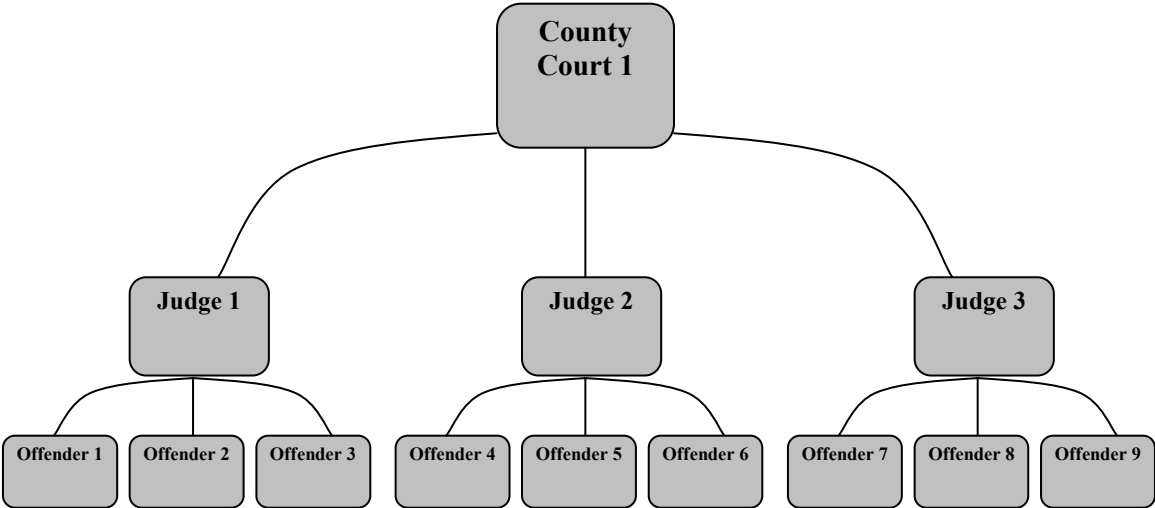 County
Court 1
Judge 1
Judge 2
Judge 3
Offender 1
Offender 2
Offender 3
Offender 4
Offender 5
Offender 6
Offender 7
Offender 8
Offender 9